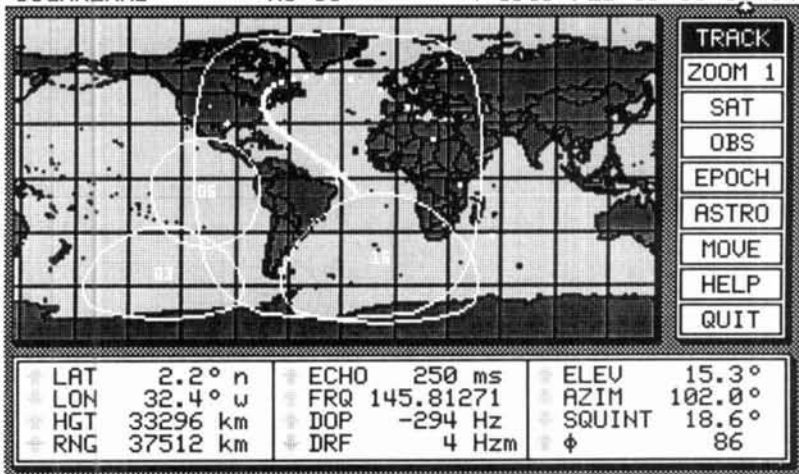 TRACK
ZOOM 1
SAT
OBS
EPOCH
ASTRO
MOVE
HELP
QUIT
LAT 2.2° n
LON 32.4° w
HGT 33296 km
RNG 37512 km
ECHO 250 ms
FRQ 145.81271
DOP -294 Hz
DRF 4 Hzm
ELEV 15.3°
AZIM 102.0°
SQUINT 18.6°
ϕ 86